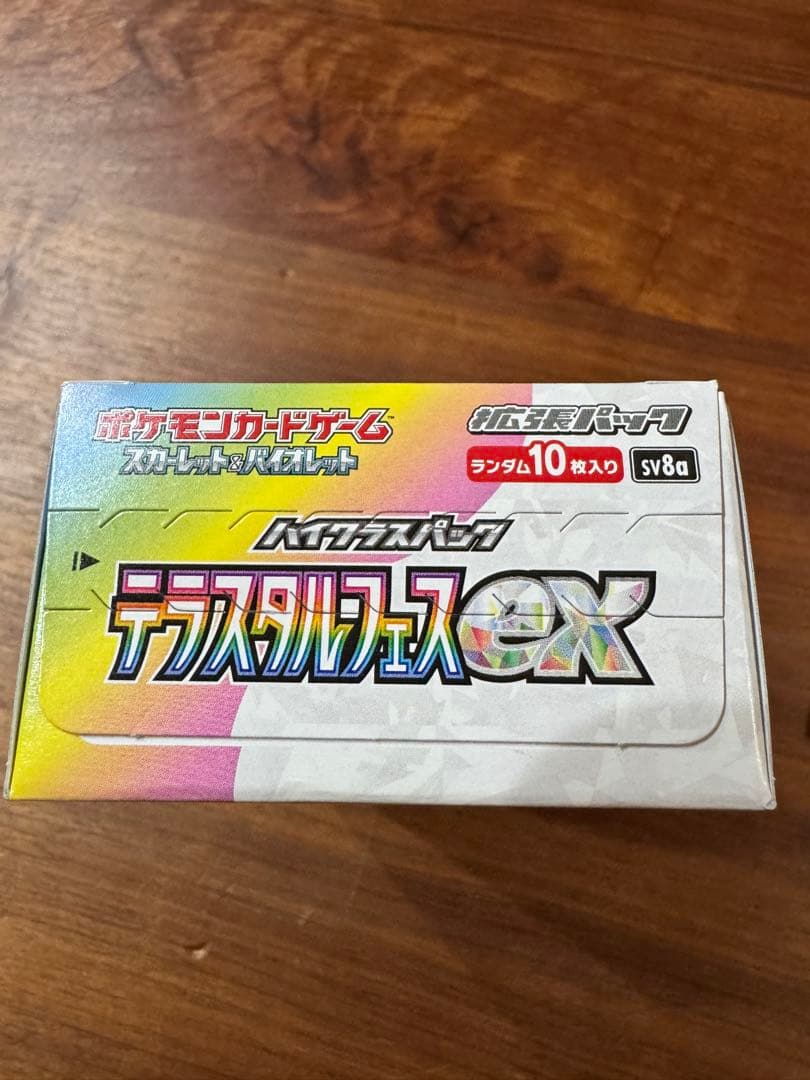 ポケモンカードゲーム™
スカーレット&バイオレット
拡張パック
ランダム10枚入り sv8a
ハイクラスパック
テラスタルフェスex